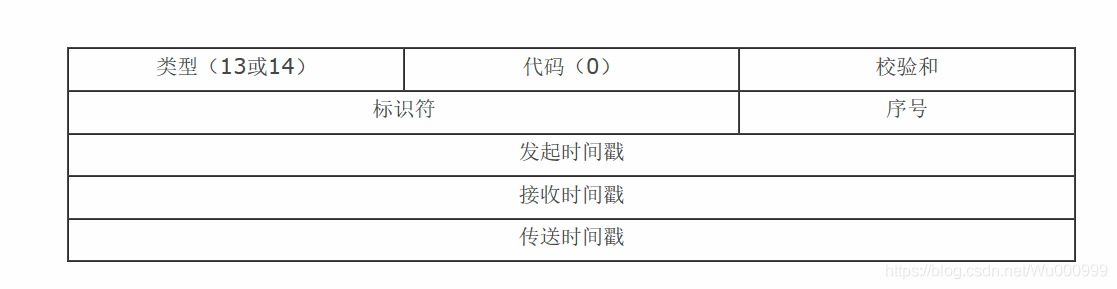 类型（13或14） 代码（0） 校验和
标识符 序号
发起时间戳
接收时间戳
传送时间戳
https://blog.csdn.net/Wu000999